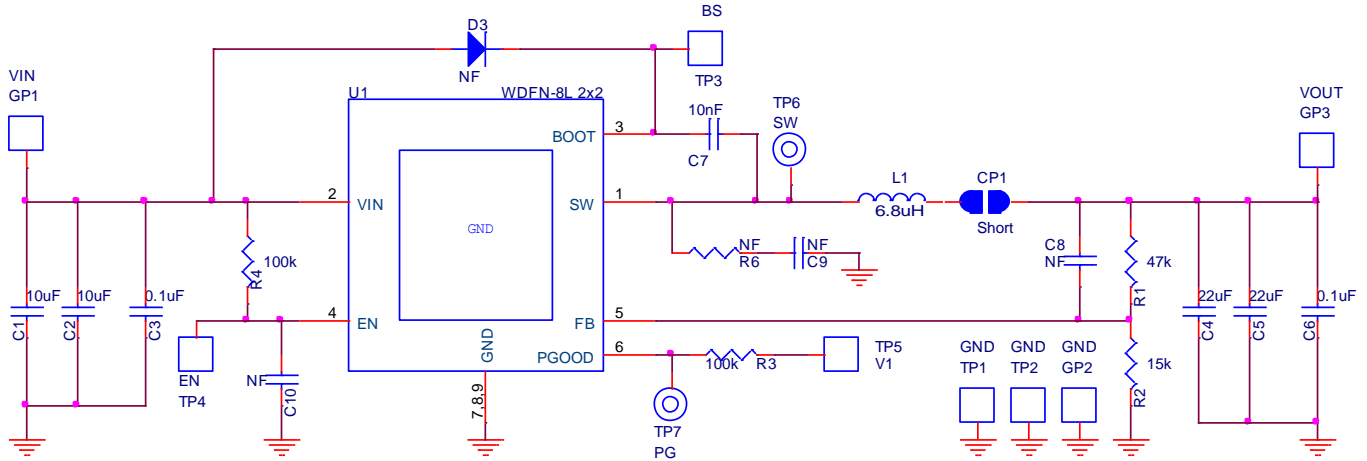 BS
D3
NF
TP3
VIN
GP1
U1
WDFN-8L 2x2
10nF
C7
TP6
SW
VOUT
GP3
BOOT
3
2
VIN
SW
1
GND
L1
6.8uH
CP1
Short
R4
100k
NF
R6
NF
C9
C8
NF
47k
R1
10uF
C1
10uF
C2
0.1uF
C3
4
EN
FB
5
PGOOD
6
GND
7,8,9
EN
TP4
NF
C10
100k
R3
TP5
V1
TP7
PG
GND
TP1
GND
TP2
GND
GP2
15k
R2
22uF
C4
22uF
C5
0.1uF
C6